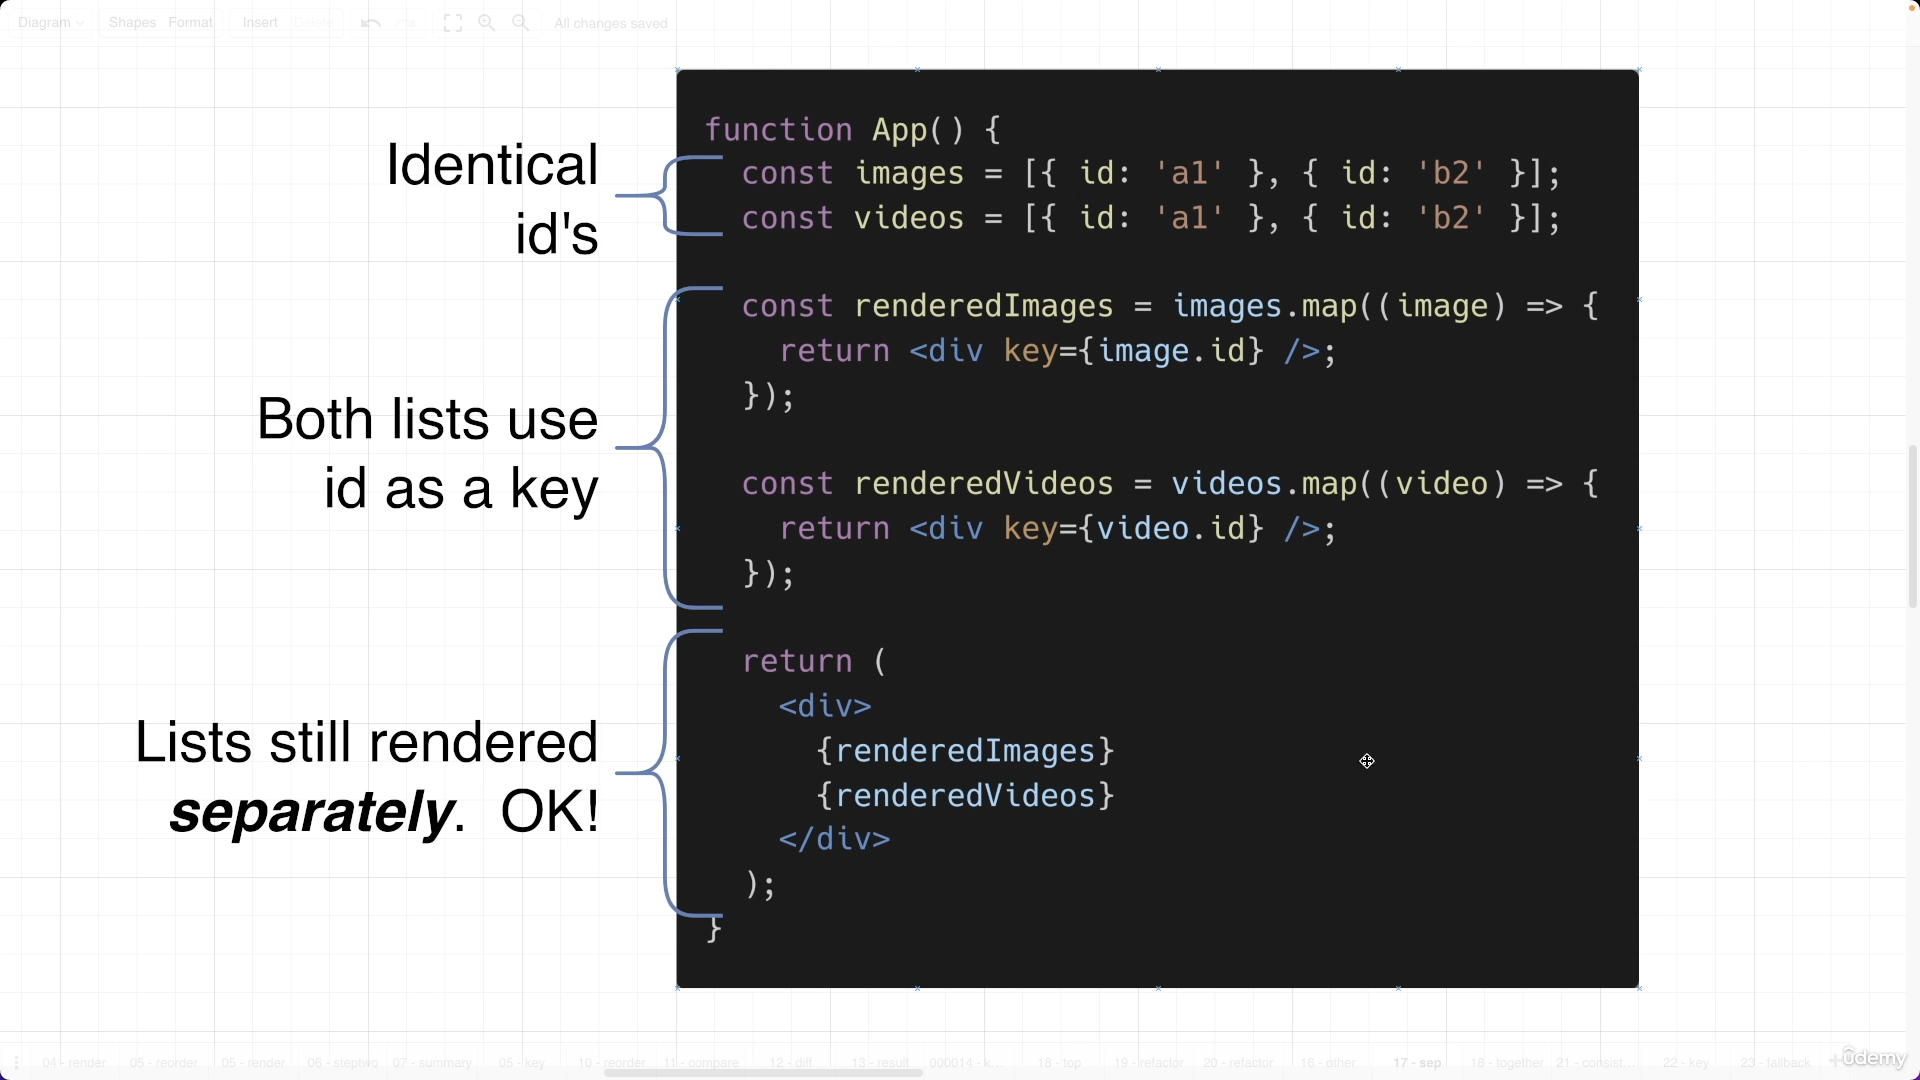 Diagram
Shapes Format
Insert Delete
All changes saved
Identical
id's
Both lists use
id as a key
Lists still rendered
separately. OK!
function App() {
  const images = [{ id: 'a1' }, { id: 'b2' }];
  const videos = [{ id: 'a1' }, { id: 'b2' }];
  const renderedImages = images.map((image) => {
    return <div key={image.id} />;
  });
  const renderedVideos = videos.map((video) => {
    return <div key={video.id} />;
  });
  return (
    <div>
      {renderedImages}
      {renderedVideos}
    </div>
  );
}
04 - render 05 - reorder 05 - render 06 - steptwo 07 - summary 05 - key 10 - reorder 11 - compare 12 - diff 13 - result 000014 - k... 18 - top 19 - refactor 20 - refactor 16 - other 17 - sep 18 - together 21 - consist... 22 - key 23 - fallback
ûdemy